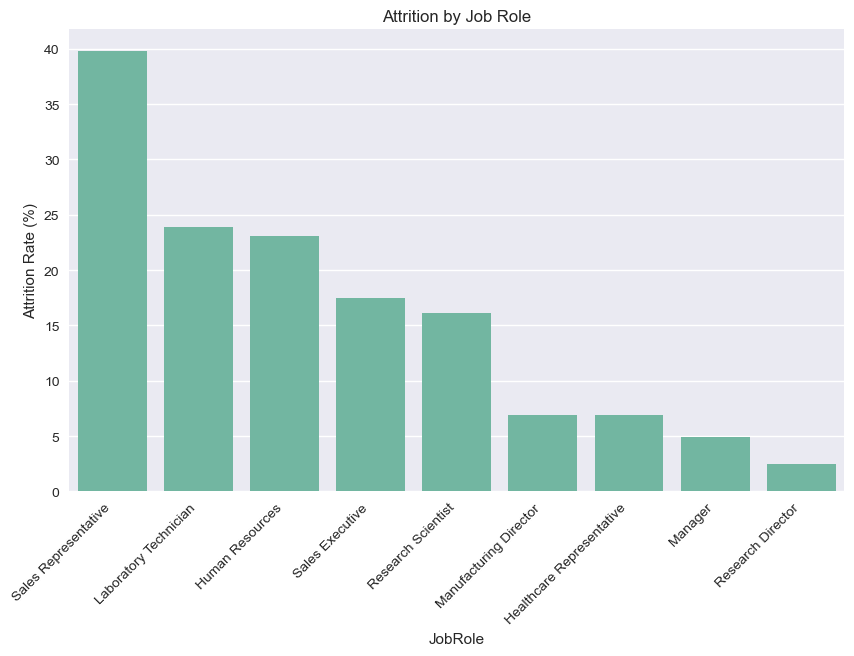 Attrition by Job Role
Attrition Rate (%)
40
35
30
25
20
15
10
5
0
Sales Representative
Laboratory Technician
Human Resources
Sales Executive
Research Scientist
Manufacturing Director
Healthcare Representative
Manager
Research Director
JobRole